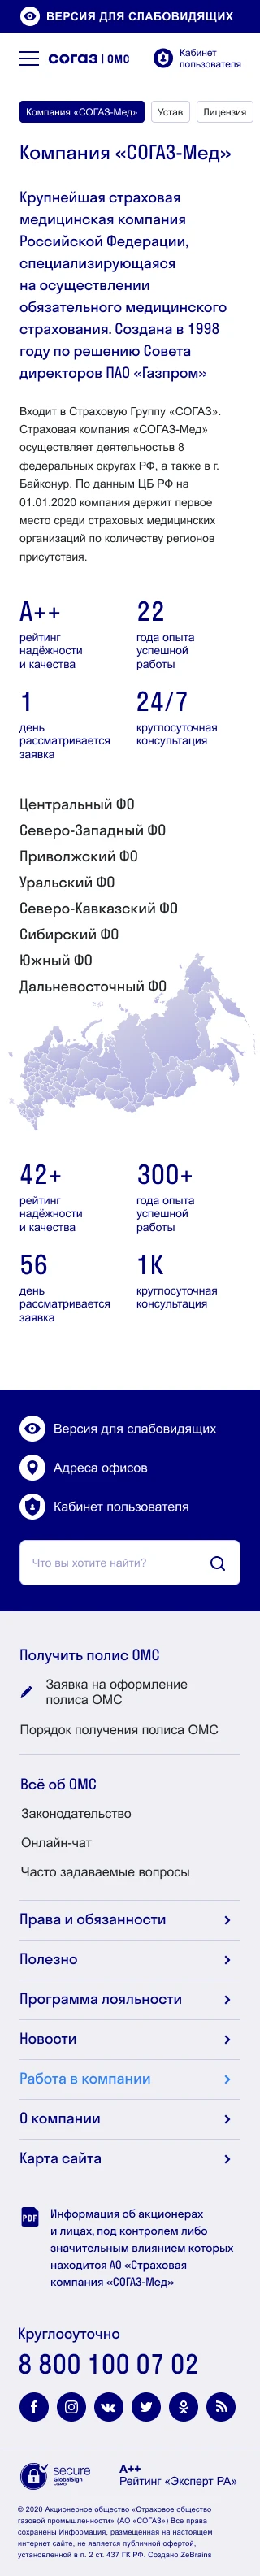 ВЕРСИЯ ДЛЯ СЛАБОВИДЯЩИХ
согаз | ОМС
Кабинет
пользователя
Компания «СОГАЗ-Мед»
Устав
Лицензия
Компания «СОГАЗ-Мед»
Крупнейшая страховая
медицинская компания
Российской Федерации,
специализирующаяся
на осуществлении
обязательного медицинского
страхования. Создана в 1998
году по решению Совета
директоров ПАО «Газпром»
Входит в Страховую Группу «СОГАЗ».
Страховая компания «СОГАЗ-Мед»
осуществляет деятельностьв 8
федеральных округах РФ, а также в г.
Байконур. По данным ЦБ РФ на
01.01.2020 компания держит первое
место среди страховых медицинских
организаций по количеству регионов
присутствия.
А++
рейтинг
надёжности
и качества
22
года опыта
успешной
работы
1
день
рассматривается
заявка
24/7
круглосуточная
консультация
Центральный ФО
Северо-Западный ФО
Приволжский ФО
Уральский ФО
Северо-Кавказский ФО
Сибирский ФО
Южный ФО
Дальневосточный ФО
42+
рейтинг
надёжности
и качества
300+
года опыта
успешной
работы
56
день
рассматривается
заявка
1К
круглосуточная
консультация
Версия для слабовидящих
Адреса офисов
Кабинет пользователя
Что вы хотите найти?
Получить полис ОМС
Заявка на оформление
полиса ОМС
Порядок получения полиса ОМС
Всё об ОМС
Законодательство
Онлайн-чат
Часто задаваемые вопросы
Права и обязанности
Полезно
Программа лояльности
Новости
Работа в компании
О компании
Карта сайта
PDF
Информация об акционерах
и лицах, под контролем либо
значительным влиянием которых
находится АО «Страховая
компания «СОГАЗ-Мед»
Круглосуточно
8 800 100 07 02
secure
GlobalSign
А++
Рейтинг «Эксперт РА»
© 2020 Акционерное общество «Страховое общество
газовой промышленности» (АО «СОГАЗ») Все права
сохранены Информация, размещенная на настоящем
интернет сайте, не является публичной офертой,
установленной в п. 2 ст. 437 ГК РФ. Создано ZeBrains